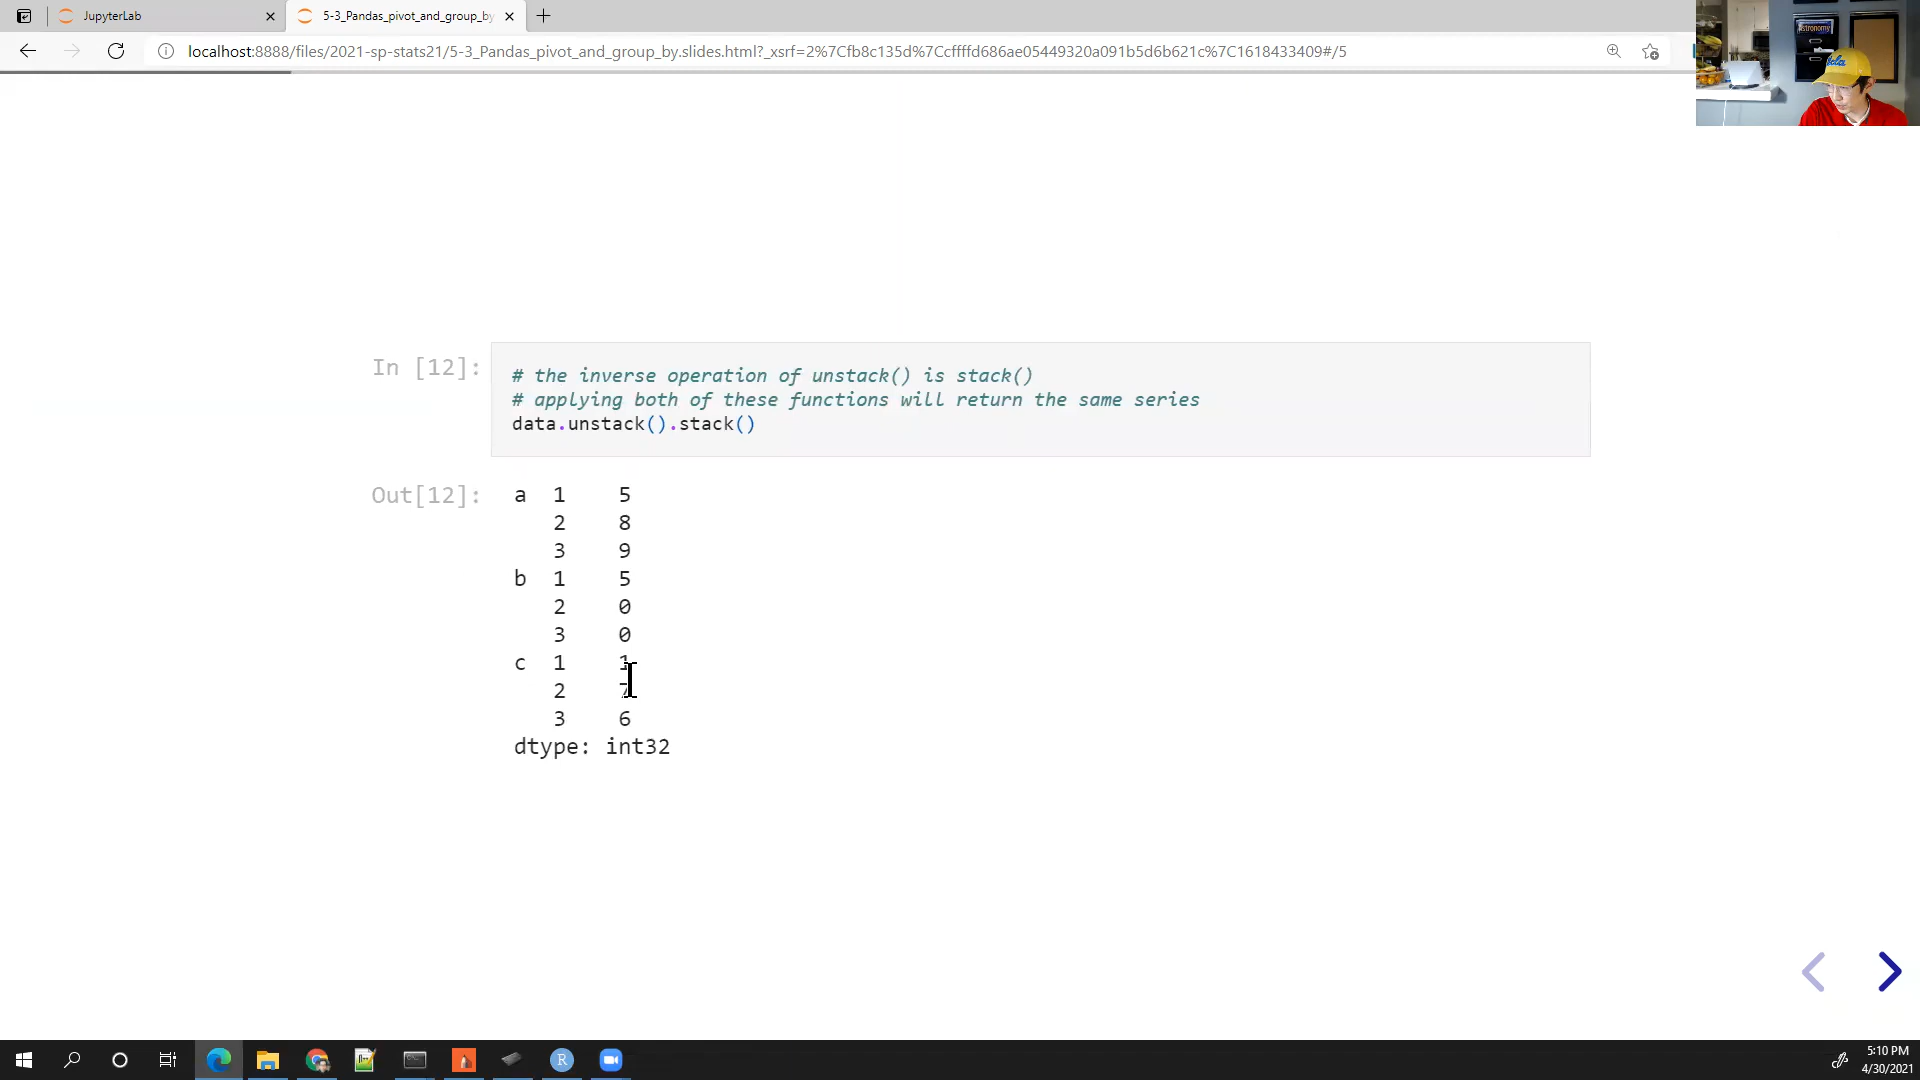 JupyterLab
5-3_Pandas_pivot_and_group_by
localhost:8888/files/2021-sp-stats21/5-3_Pandas_pivot_and_group_by.slides.html?_xsrf=2%7Cfb8c135d%7Ccffffd686ae05449320a091b5d6b621c%7C1618433409#/5
Astronomy
In [12]:
# the inverse operation of unstack() is stack()
# applying both of these functions will return the same series
data.unstack().stack()
Out[12]:
a 1 5
2 8
3 9
b 1 5
2 0
3 0
c 1 1
2 7
3 6
dtype: int32
R
5:10 PM
4/30/2021